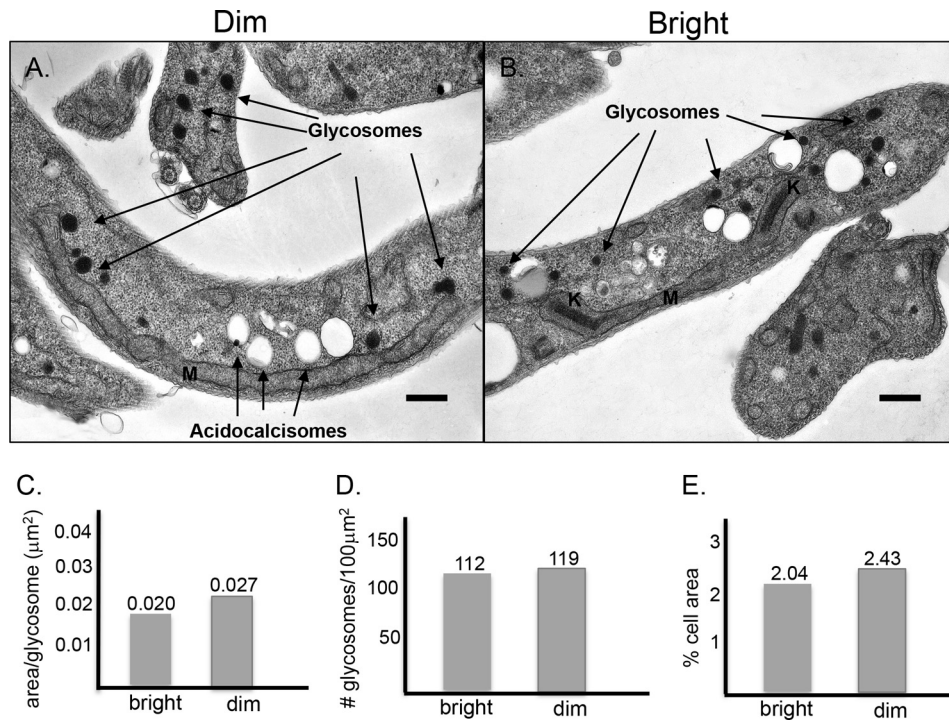 Dim
Bright
A.
Glycosomes
M
Acidocalcisomes
B.
Glycosomes
K
K
M
C.
area/glycosome (μm²)
0.04
0.03
0.02
0.01
0.020
0.027
bright
dim
D.
# glycosomes/100μm²
150
100
50
112
119
bright
dim
E.
% cell area
3
2
1
2.04
2.43
bright
dim